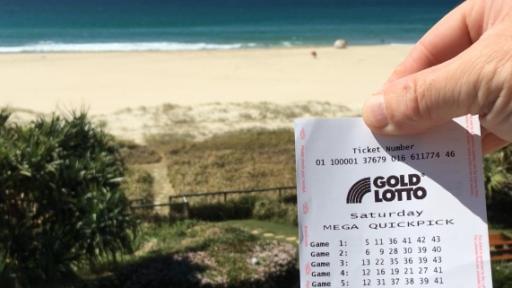 Ticket Number
01 100001 37679 016 611774 46
GOLD
LOTTO
Saturday
MEGA QUICKPICK
Game 1: 5 11 36 41 42 43
Game 2: 6 9 28 30 39 40
Game 3: 13 22 35 36 39 43
Game 4: 12 16 19 21 27 41
Game 5: 12 31 37 38 39 41